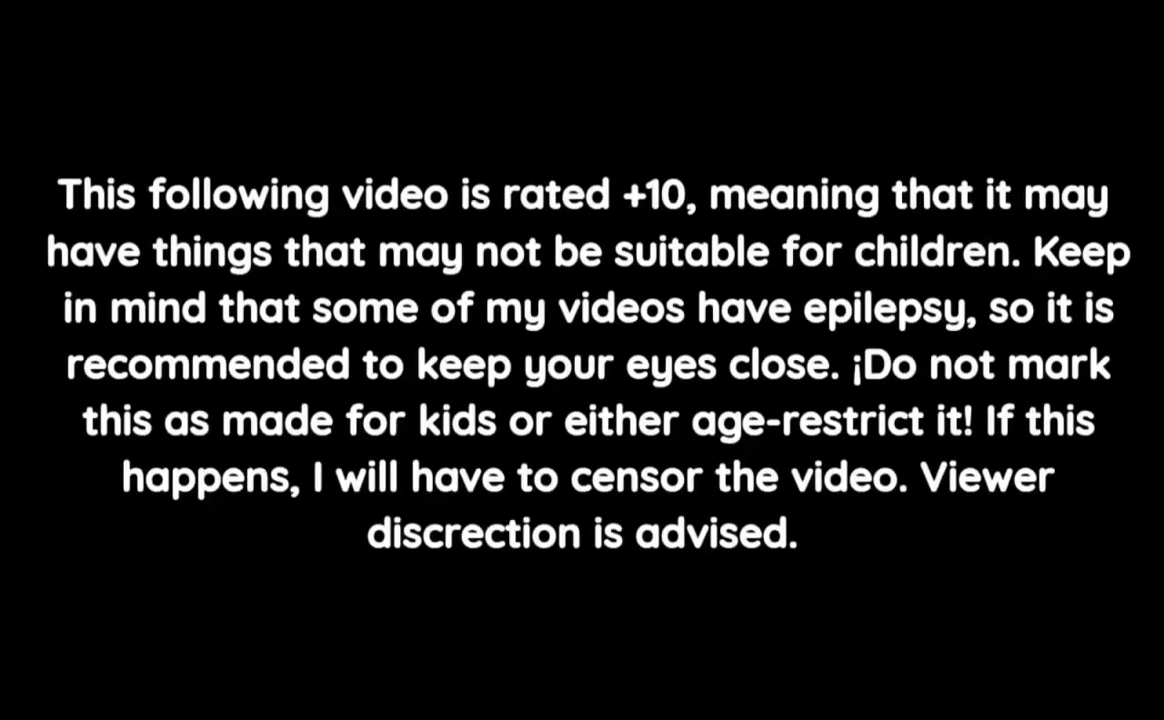 This following video is rated +10, meaning that it may
have things that may not be suitable for children. Keep
in mind that some of my videos have epilepsy, so it is
recommended to keep your eyes close. ¡Do not mark
this as made for kids or either age-restrict it! If this
happens, I will have to censor the video. Viewer
discrection is advised.